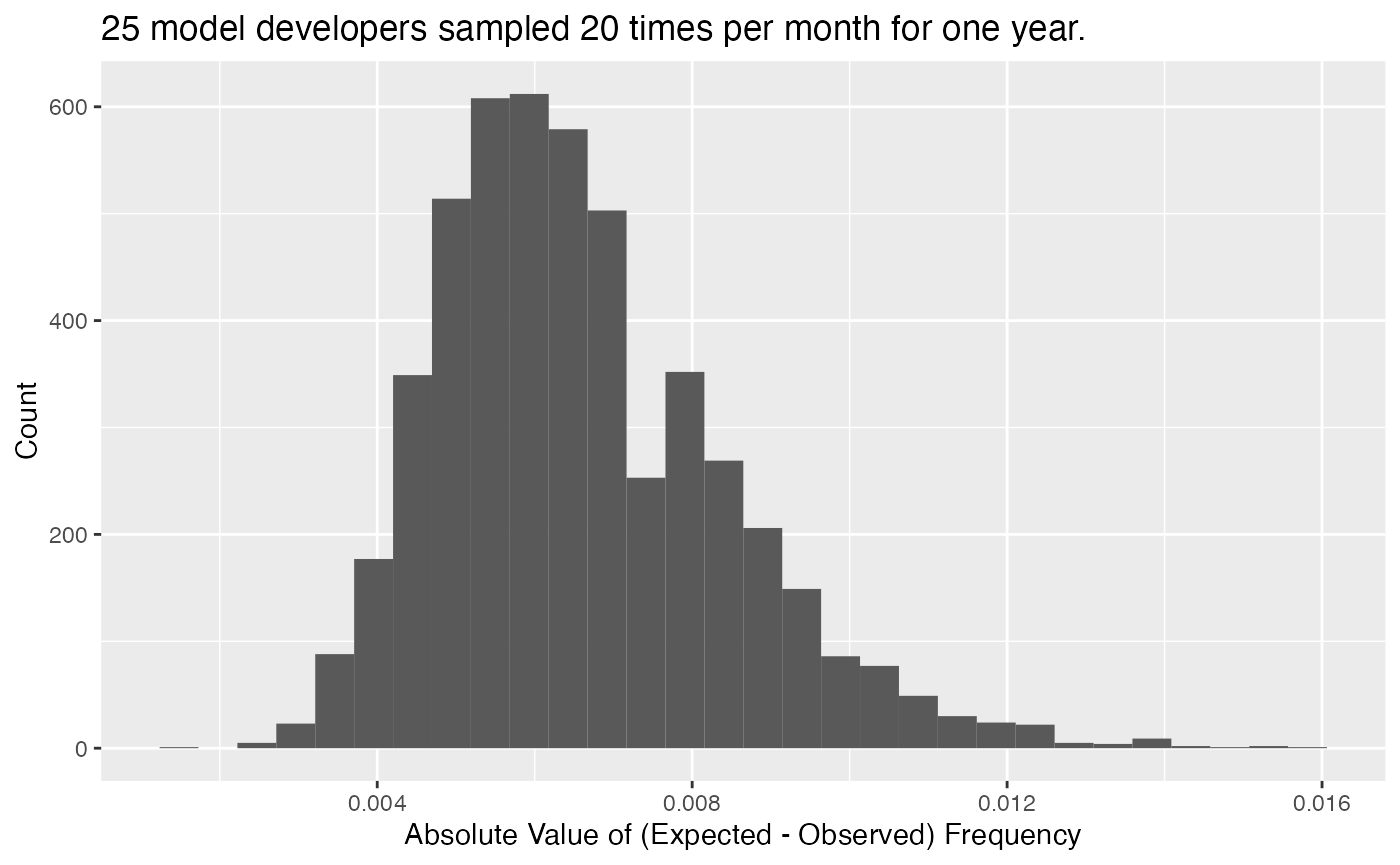 25 model developers sampled 20 times per month for one year.
600
400
200
0
Count
0.004 0.008 0.012 0.016
Absolute Value of (Expected - Observed) Frequency